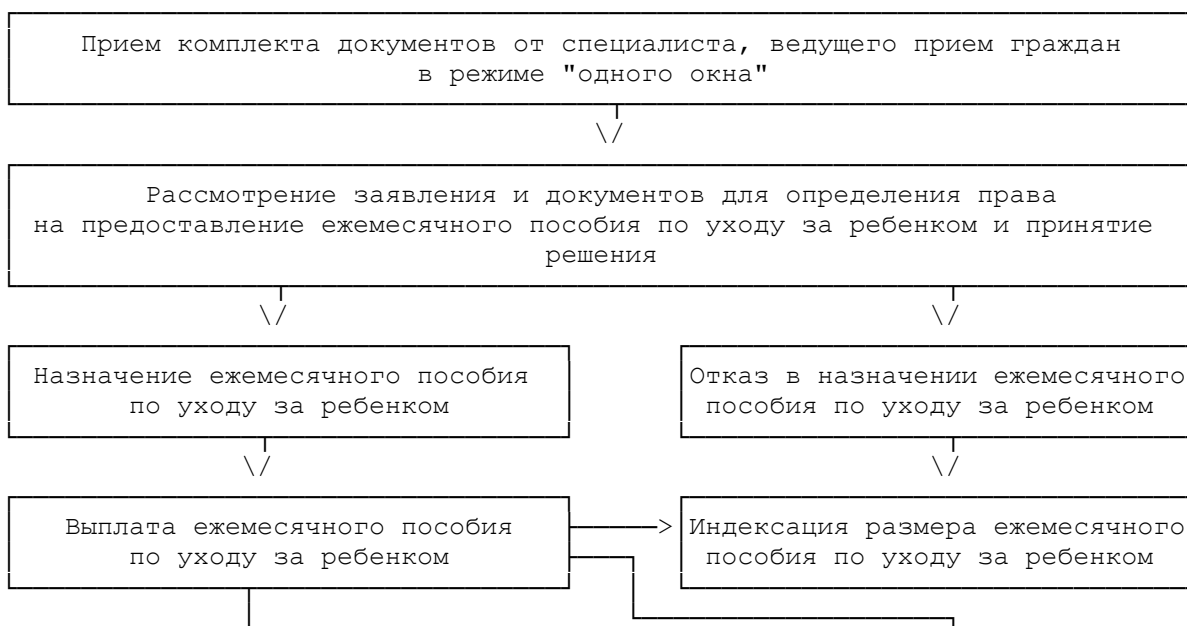 Прием комплекта документов от специалиста, ведущего прием граждан
в режиме "одного окна"
Рассмотрение заявления и документов для определения права
на предоставление ежемесячного пособия по уходу за ребенком и принятие
решения
Назначение ежемесячного пособия
по уходу за ребенком
Отказ в назначении ежемесячного
пособия по уходу за ребенком
Выплата ежемесячного пособия
по уходу за ребенком
Индексация размера ежемесячного
пособия по уходу за ребенком